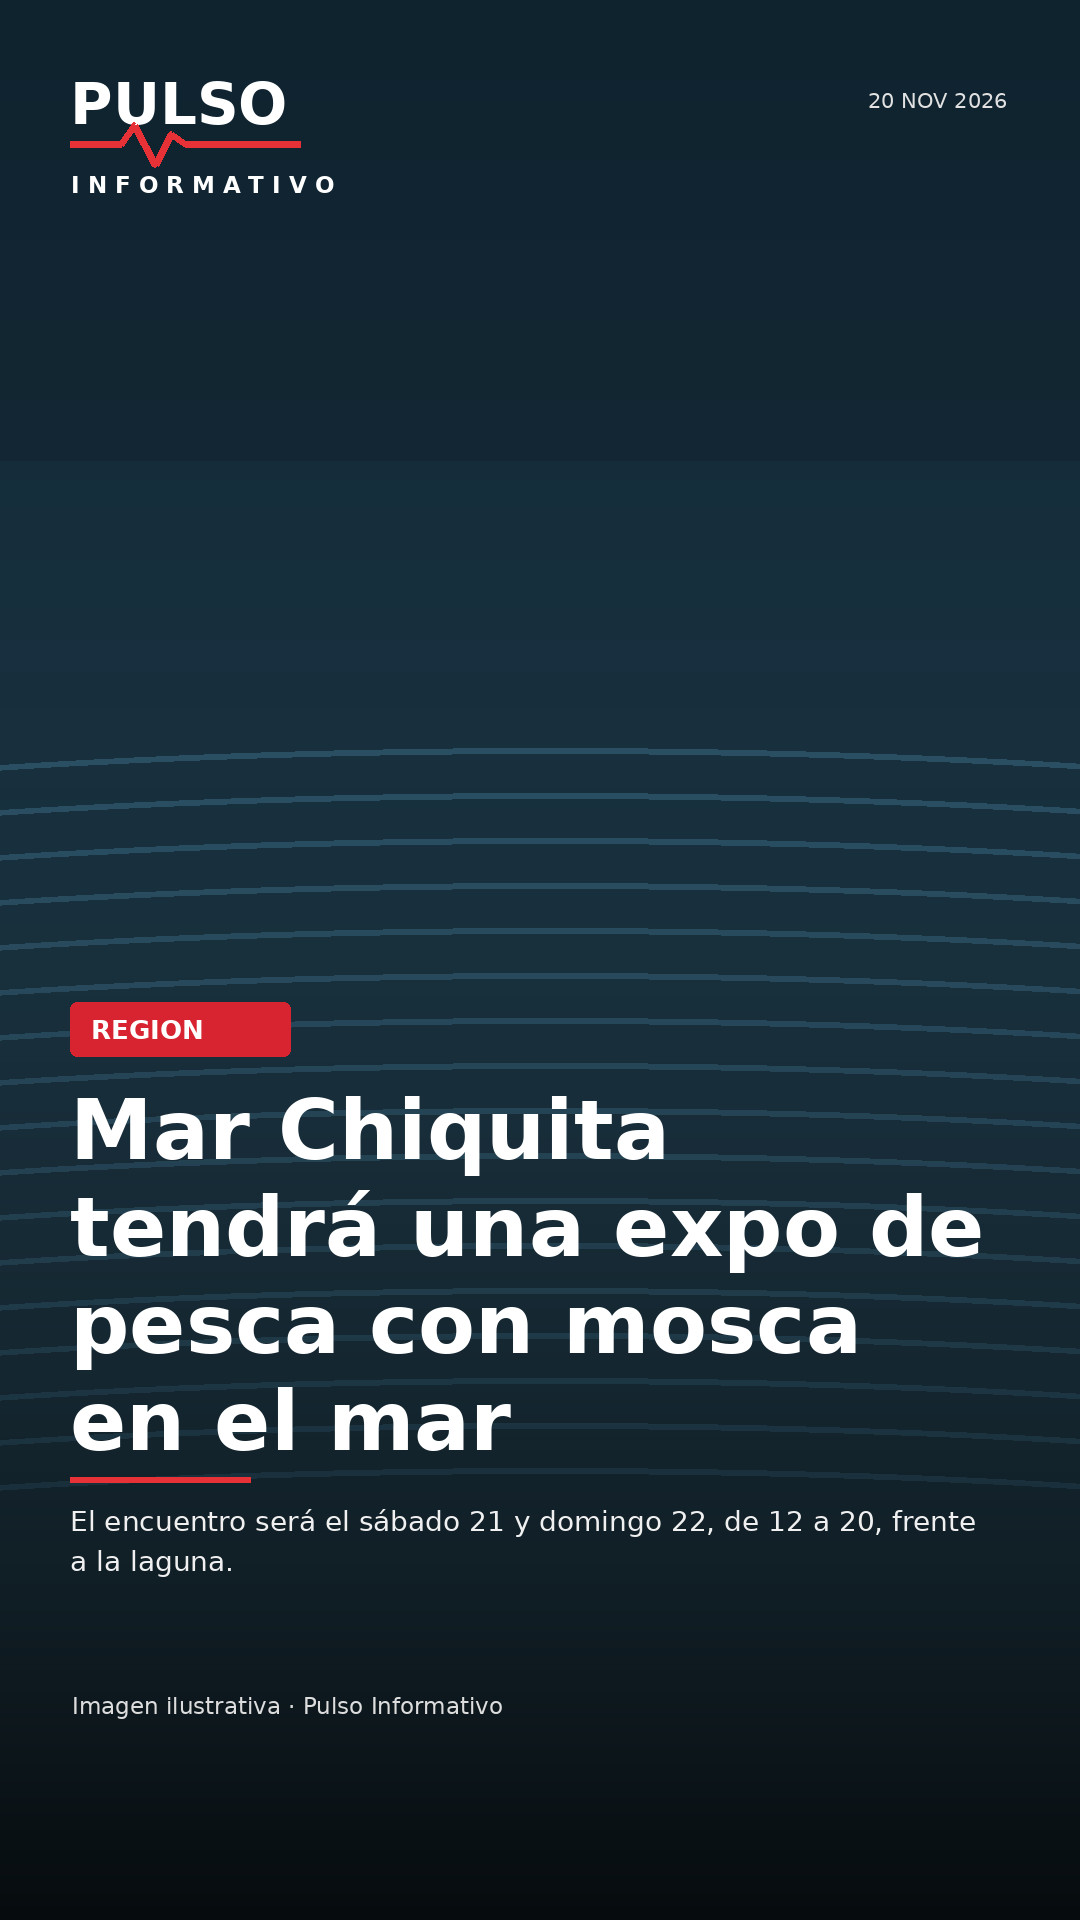 PULSO
INFORMATIVO
20 NOV 2026
REGION
Mar Chiquita
tendrá una expo de
pesca con mosca
en el mar
El encuentro será el sábado 21 y domingo 22, de 12 a 20, frente
a la laguna.
Imagen ilustrativa · Pulso Informativo